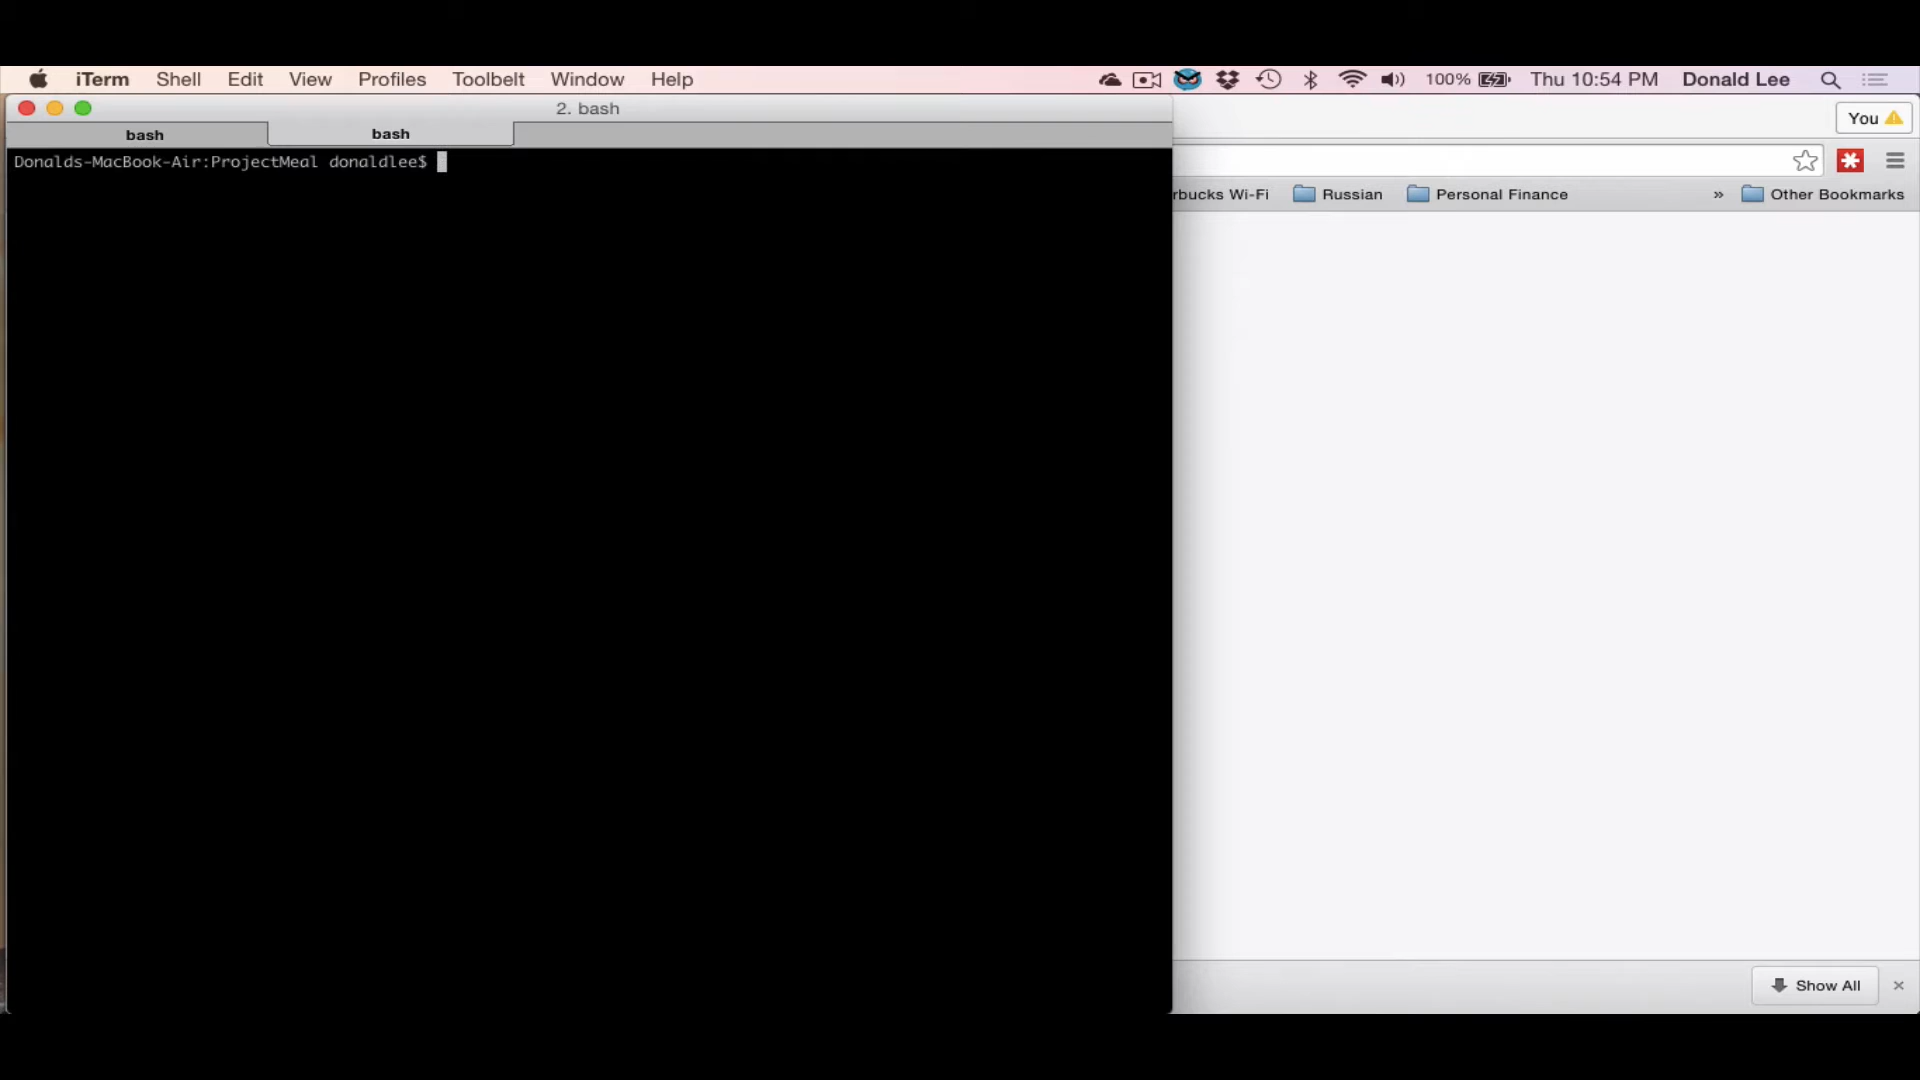 iTerm Shell Edit View Profiles Toolbelt Window Help 100% Thu 10:54 PM Donald Lee
2. bash
You
bash bash
Donalds-MacBook-Air:ProjectMeal donaldlee$
rbucks Wi-Fi Russian Personal Finance » Other Bookmarks
Show All